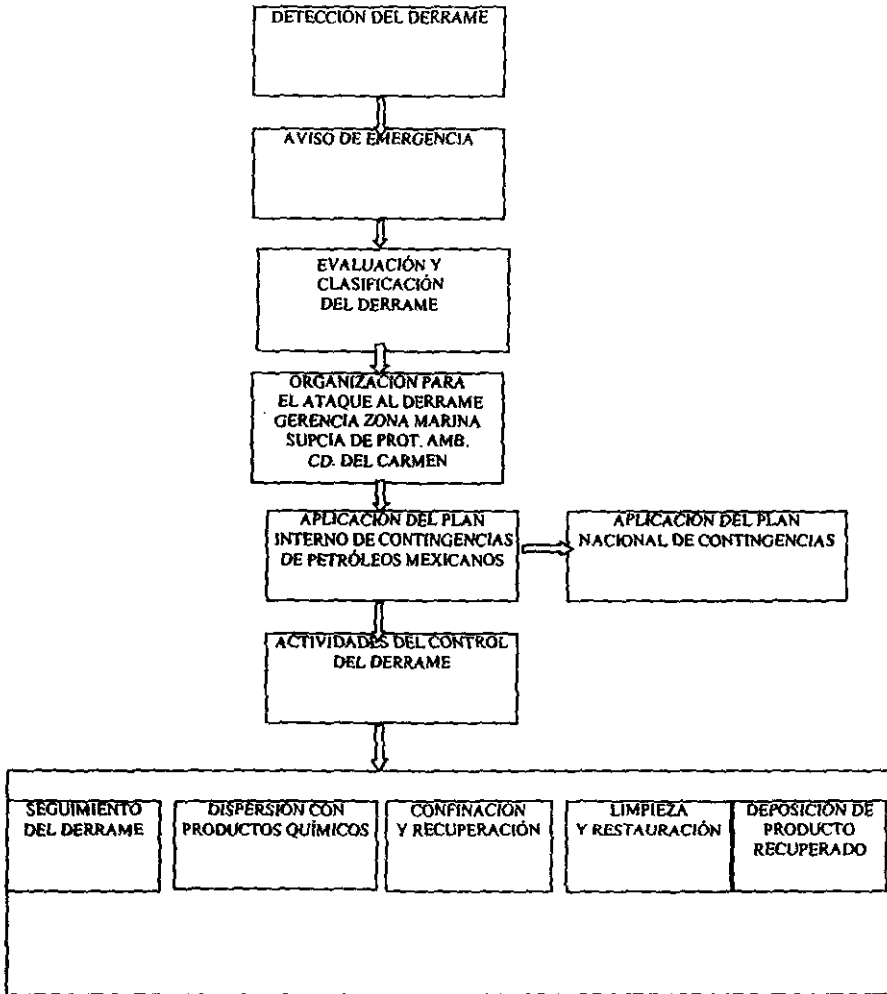 DETECCIÓN DEL DERRAME
AVISO DE EMERGENCIA
EVALUACIÓN Y
CLASIFICACIÓN
DEL DERRAME
ORGANIZACIÓN PARA
EL ATAQUE AL DERRAME
GERENCIA ZONA MARINA
SUPCIA DE PROT. AMB.
CD. DEL CARMEN
APLICACIÓN DEL PLAN
INTERNO DE CONTINGENCIAS
DE PETRÓLEOS MEXICANOS
APLICACIÓN DEL PLAN
NACIONAL DE CONTINGENCIAS
ACTIVIDADES DEL CONTROL
DEL DERRAME
SEGUIMIENTO
DEL DERRAME
DISPERSIÓN CON
PRODUCTOS QUÍMICOS
CONFINACIÓN
Y RECUPERACIÓN
LIMPIEZA
Y RESTAURACIÓN
DEPOSICIÓN DE
PRODUCTO
RECUPERADO